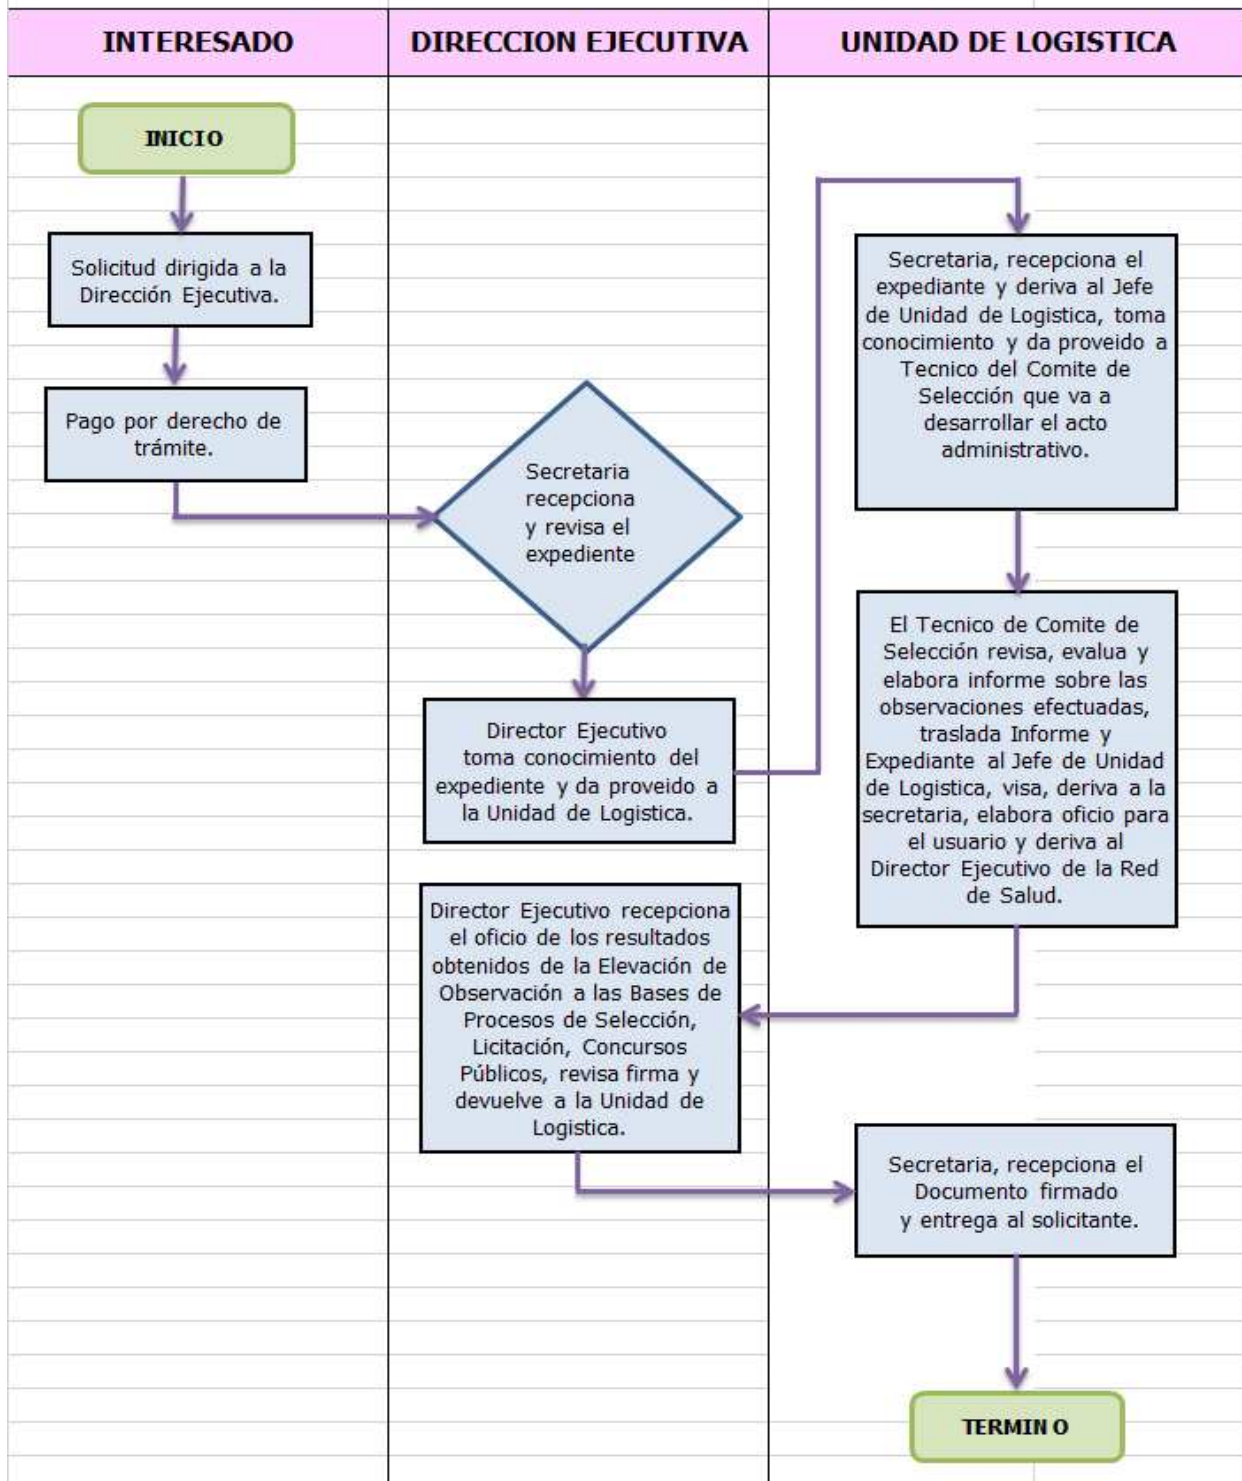 INTERESADO
DIRECCION EJECUTIVA
UNIDAD DE LOGISTICA
INICIO
Solicitud dirigida a la
Dirección Ejecutiva.
Pago por derecho de
trámite.
Secretaria
recepciona
y revisa el
expediente
Director Ejecutivo
toma conocimiento del
expediente y da proveido a
la Unidad de Logistica.
Secretaria, recepciona el
expediante y deriva al Jefe
de Unidad de Logistica, toma
conocimiento y da proveido a
Tecnico del Comite de
Selección que va a
desarrollar el acto
administrativo.
El Tecnico de Comite de
Selección revisa, evalua y
elabora informe sobre las
observaciones efectuadas,
traslada Informe y
Expediante al Jefe de Unidad
de Logistica, visa, deriva a la
secretaria, elabora oficio para
el usuario y deriva al
Director Ejecutivo de la Red
de Salud.
Director Ejecutivo recepciona
el oficio de los resultados
obtenidos de la Elevación de
Observación a las Bases de
Procesos de Selección,
Licitación, Concursos
Públicos, revisa firma y
devuelve a la Unidad de
Logistica.
Secretaria, recepciona el
Documento firmado
y entrega al solicitante.
TERMINO